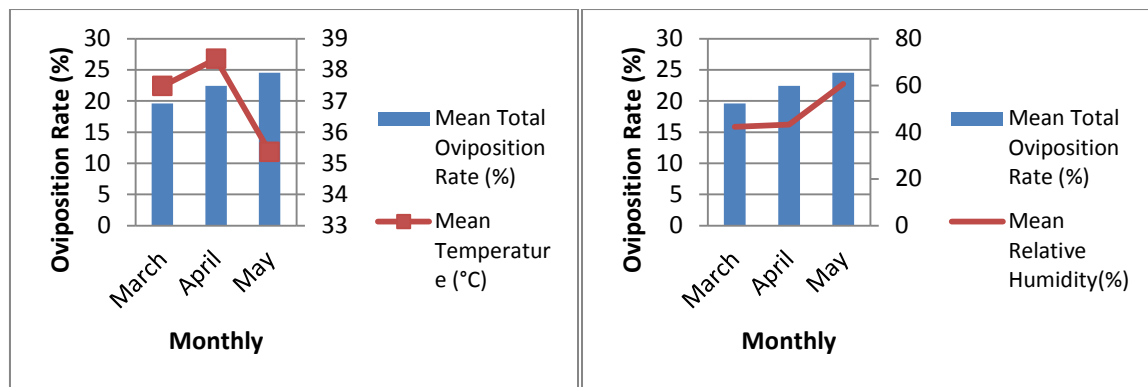 Oviposition Rate (%)
30
25
20
15
10
5
0
39
38
37
36
35
34
33
March
April
May
Monthly
Mean Total
Oviposition
Rate (%)
Mean
Temperatur
e (°C)
Oviposition Rate (%)
30
25
20
15
10
5
0
80
60
40
20
0
March
April
May
Monthly
Mean Total
Oviposition
Rate (%)
Mean
Relative
Humidity(%)